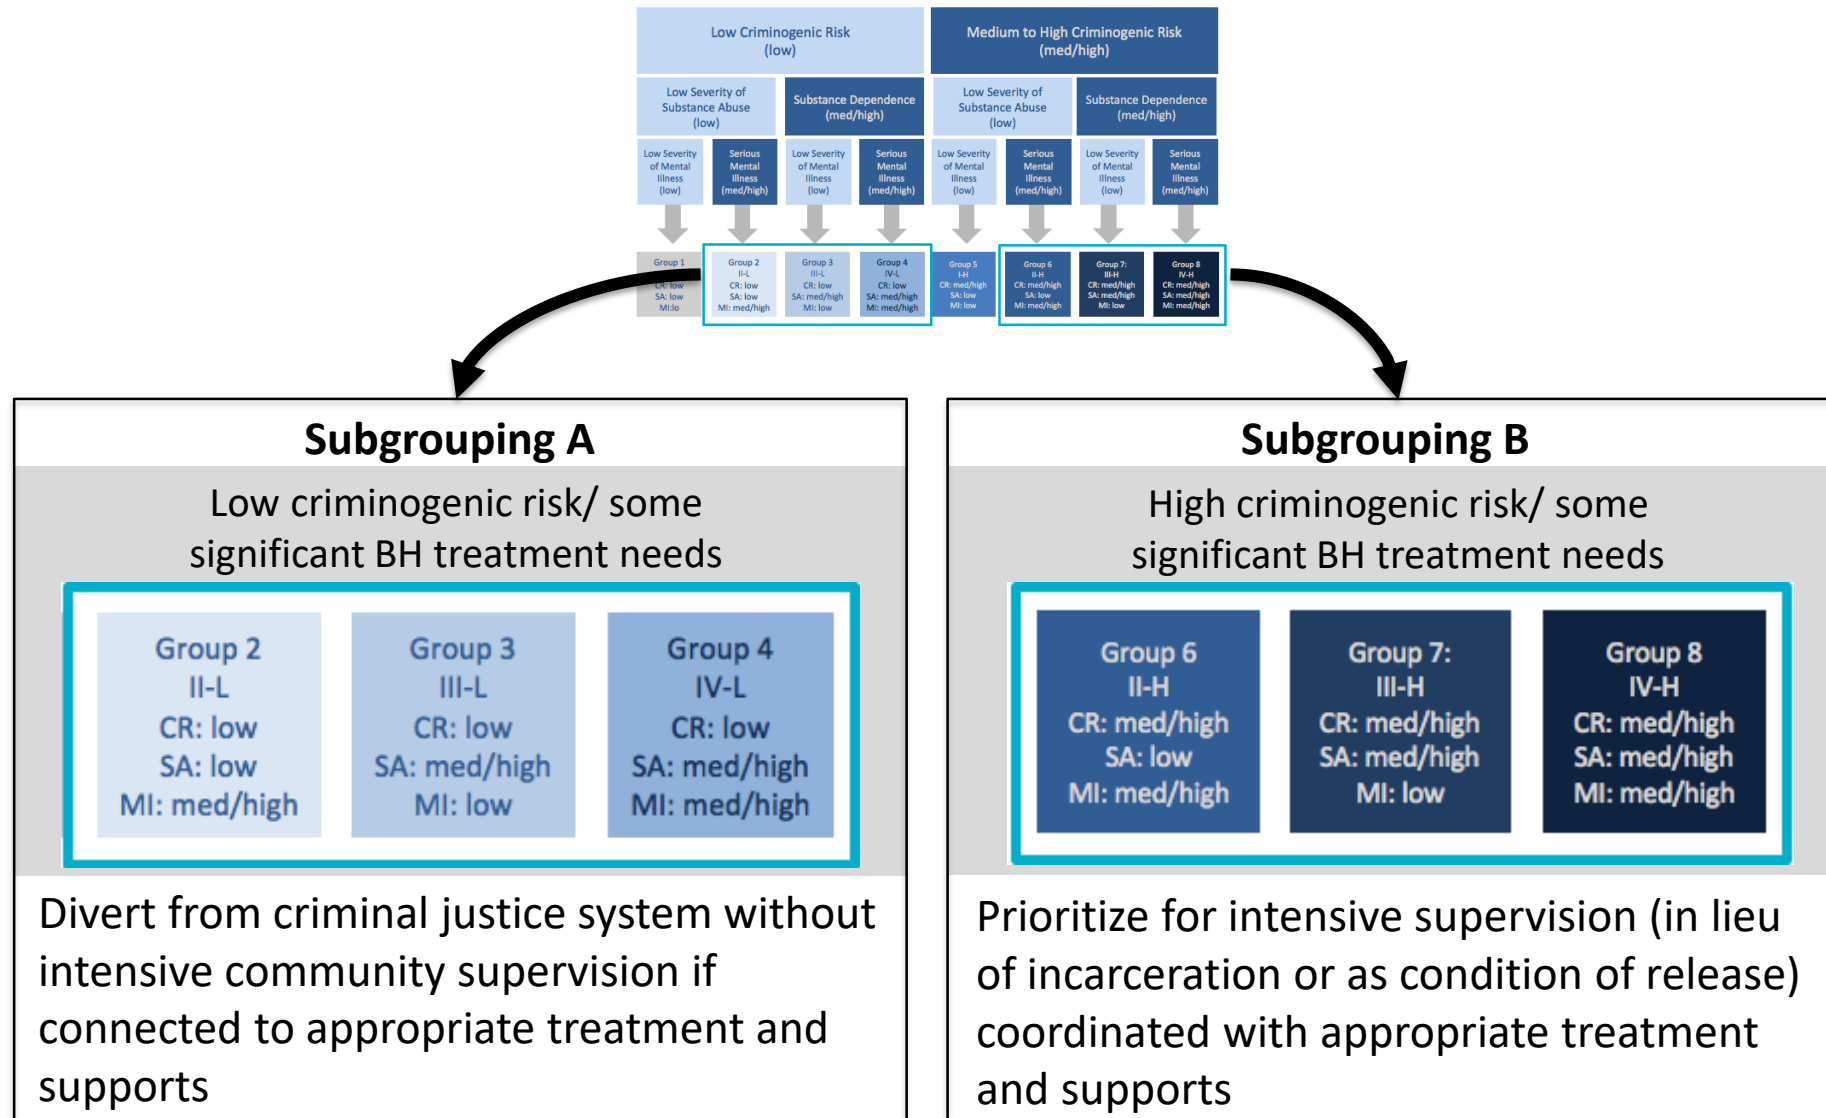 Low Criminogenic Risk
(low)
Medium to High Criminogenic Risk
(med/high)
Low Severity of
Substance Abuse
(low)
Substance Dependence
(med/high)
Low Severity of
Substance Abuse
(low)
Substance Dependence
(med/high)
Low Severity
of Mental
Illness
(low)
Serious
Mental
Illness
(med/high)
Low Severity
of Mental
Illness
(low)
Serious
Mental
Illness
(med/high)
Low Severity
of Mental
Illness
(low)
Serious
Mental
Illness
(med/high)
Low Severity
of Mental
Illness
(low)
Serious
Mental
Illness
(med/high)
Group 1
CR: low
SA: low
MI:lo
Group 2
II-L
CR: low
SA: low
MI: med/high
Group 3
III-L
CR: low
SA: med/high
MI: low
Group 4
IV-L
CR: low
SA: med/high
MI: med/high
Group 5
I-H
CR: med/high
SA: low
MI: low
Group 6
II-H
CR: med/high
SA: low
MI: med/high
Group 7:
III-H
CR: med/high
SA: med/high
MI: low
Group 8
IV-H
CR: med/high
SA: med/high
MI: med/high
Subgrouping A
Low criminogenic risk/ some
significant BH treatment needs
Group 2
II-L
CR: low
SA: low
MI: med/high
Group 3
III-L
CR: low
SA: med/high
MI: low
Group 4
IV-L
CR: low
SA: med/high
MI: med/high
Divert from criminal justice system without
intensive community supervision if
connected to appropriate treatment and
supports
Subgrouping B
High criminogenic risk/ some
significant BH treatment needs
Group 6
II-H
CR: med/high
SA: low
MI: med/high
Group 7:
III-H
CR: med/high
SA: med/high
MI: low
Group 8
IV-H
CR: med/high
SA: med/high
MI: med/high
Prioritize for intensive supervision (in lieu
of incarceration or as condition of release)
coordinated with appropriate treatment
and supports